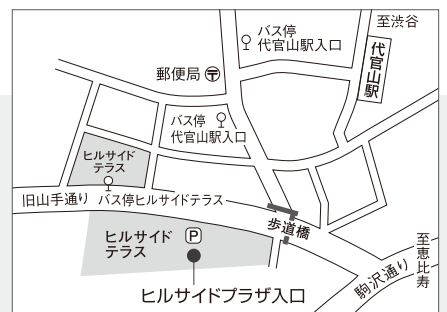 至渋谷
バス停
代官山駅入口
代官山駅
郵便局
バス停
代官山駅入口
ヒルサイド
テラス
旧山手通り
バス停ヒルサイドテラス
歩道橋
ヒルサイド
テラス
P
至恵比寿
駒沢通り
ヒルサイドプラザ入口